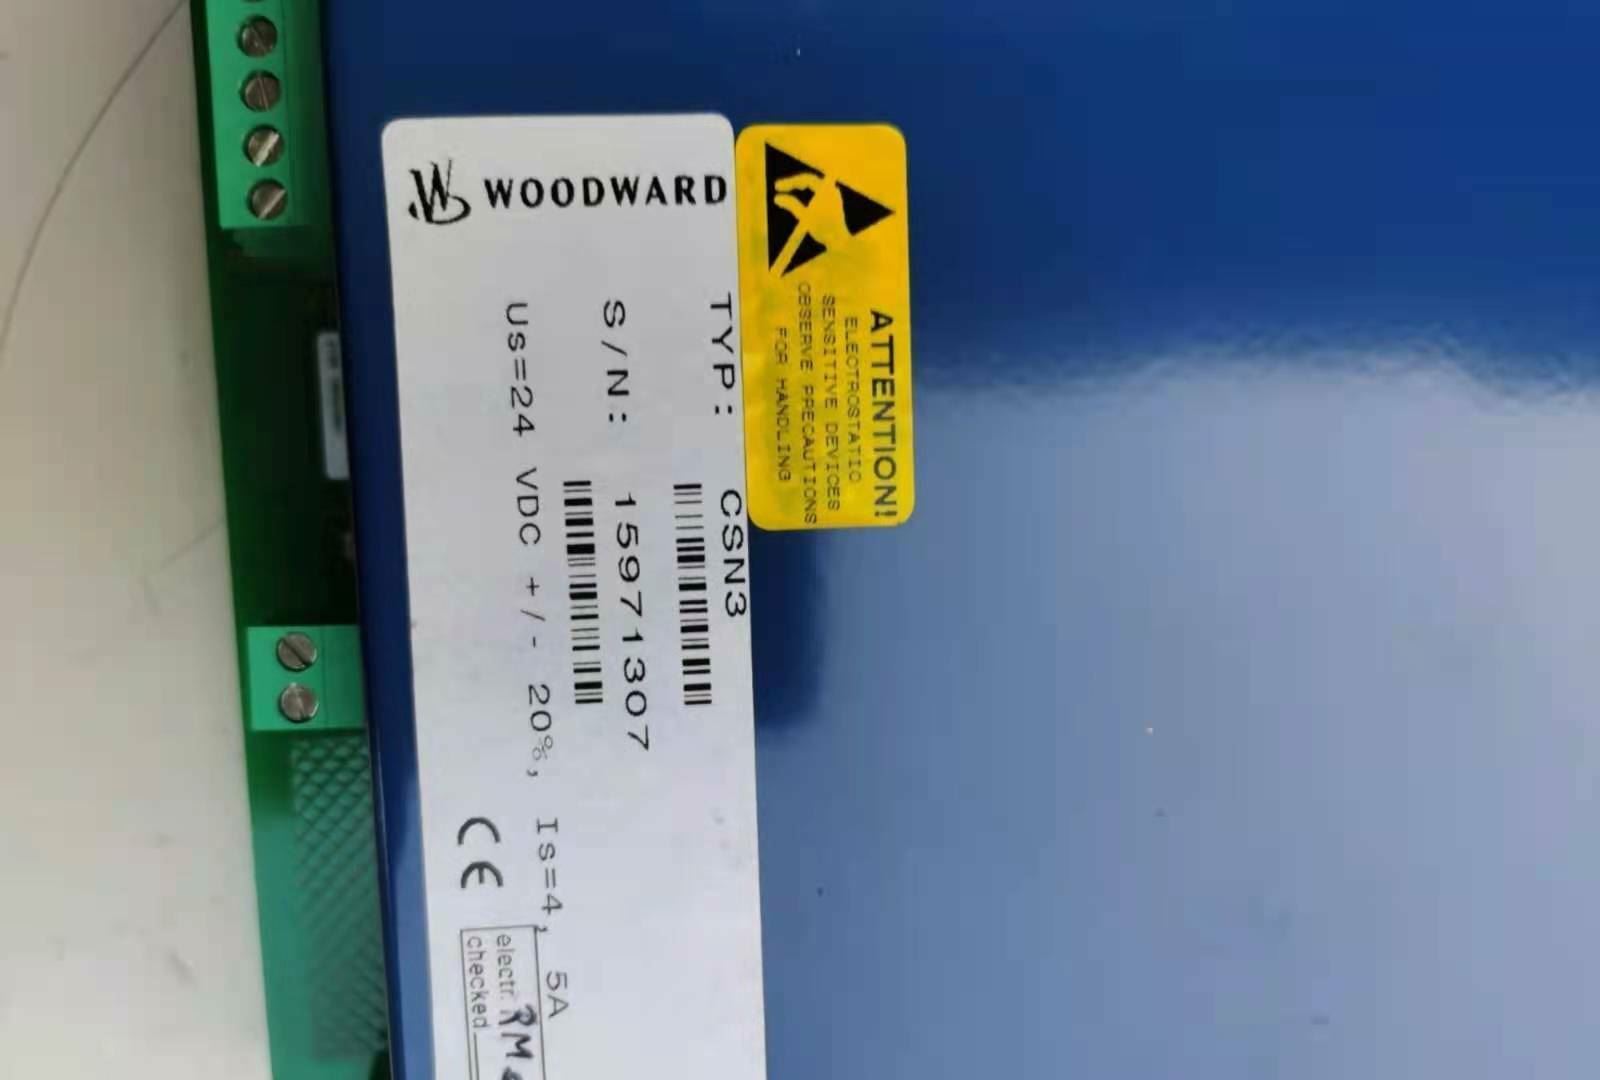 WOODWARD
TYP: CSN3
S/N: 15971307
Us=24 VDC +/- 20%, Is=4, 5A
CE
electr. RM
checked
ATTENTION!
ELECTROSTATIC
SENSITIVE DEVICES
OBSERVE PRECAUTIONS
FOR HANDLING